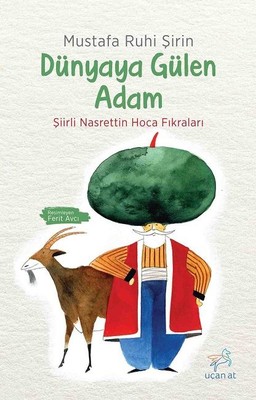 Mustafa Ruhi Şirin
Dünyaya Gülen
Adam
Şiirli Nasrettin Hoca Fıkraları
Resimleyen
Ferit Avcı
uçan at